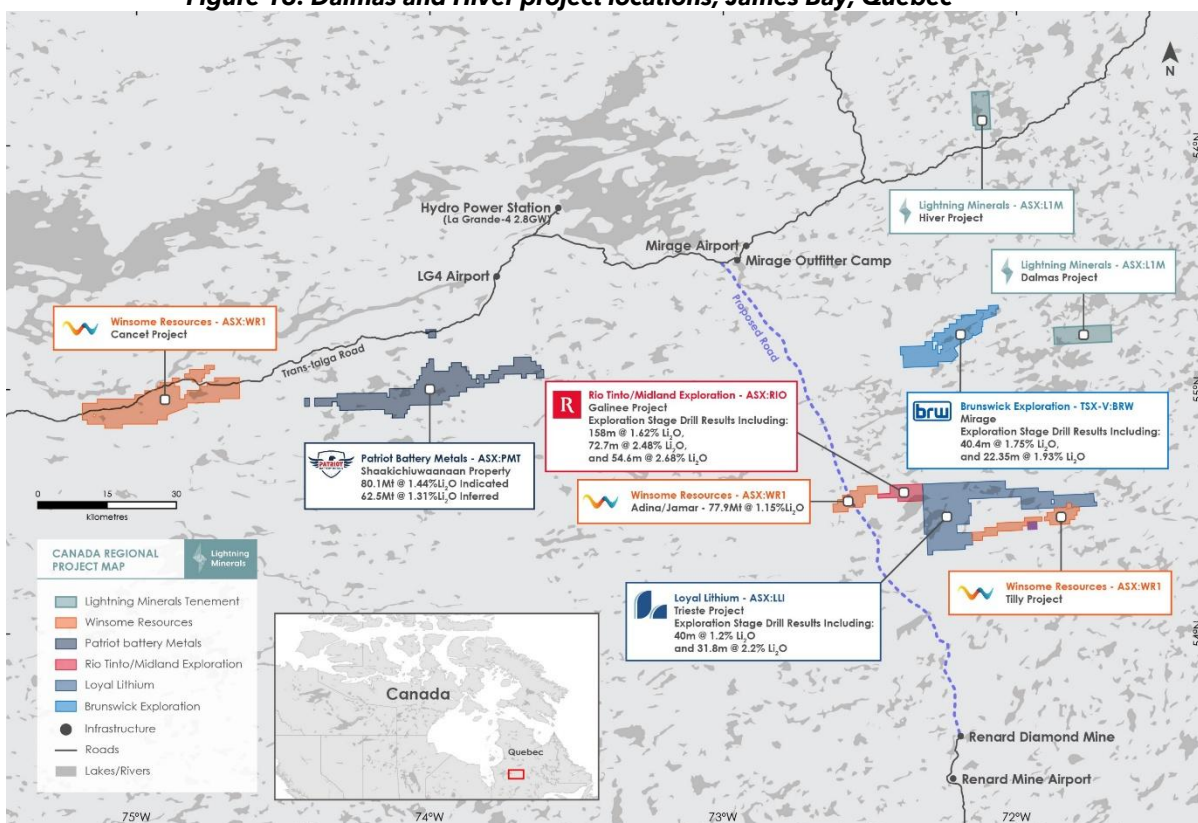 Figure 18: Dalmas and Hiver project locations, James Bay, Quebec
N
56°N
Hydro Power Station
(La Grande-4 2.8GW)
Lightning Minerals - ASX:L1M
Hiver Project
Mirage Airport
Mirage Outfitter Camp
LG4 Airport
Lightning Minerals - ASX:L1M
Dalmas Project
Winsome Resources - ASX:WR1
Cancet Project
Proposed Road
Trans-taiga Road
55°N
R
Rio Tinto/Midland Exploration - ASX:RIO
Galinee Project
Exploration Stage Drill Results Including:
158m @ 1.62% Li₂O,
72.7m @ 2.48% Li₂O,
and 54.6m @ 2.68% Li₂O
brw
Brunswick Exploration - TSX-V:BRW
Mirage
Exploration Stage Drill Results Including:
40.4m @ 1.75% Li₂O,
and 22.35m @ 1.93% Li₂O
PATRIOT
Patriot Battery Metals - ASX:PMT
Shaakichiuwaanaan Property
80.1Mt @ 1.44%Li₂O Indicated
62.5Mt @ 1.31%Li₂O Inferred
Winsome Resources - ASX:WR1
Adina/Jamar - 77.9Mt @ 1.15%Li₂O
0 15 30
kilometres
CANADA REGIONAL
PROJECT MAP
Lightning
Minerals
Lightning Minerals Tenement
Winsome Resources
Patriot battery Metals
Rio Tinto/Midland Exploration
Loyal Lithium
Brunswick Exploration
Infrastructure
Roads
Lakes/Rivers
Loyal Lithium - ASX:LLI
Trieste Project
Exploration Stage Drill Results Including:
40m @ 1.2% Li₂O
and 31.8m @ 2.2% Li₂O
Winsome Resources - ASX:WR1
Tilly Project
54°N
Canada
Quebec
Renard Diamond Mine
Renard Mine Airport
75°W 74°W 73°W 72°W